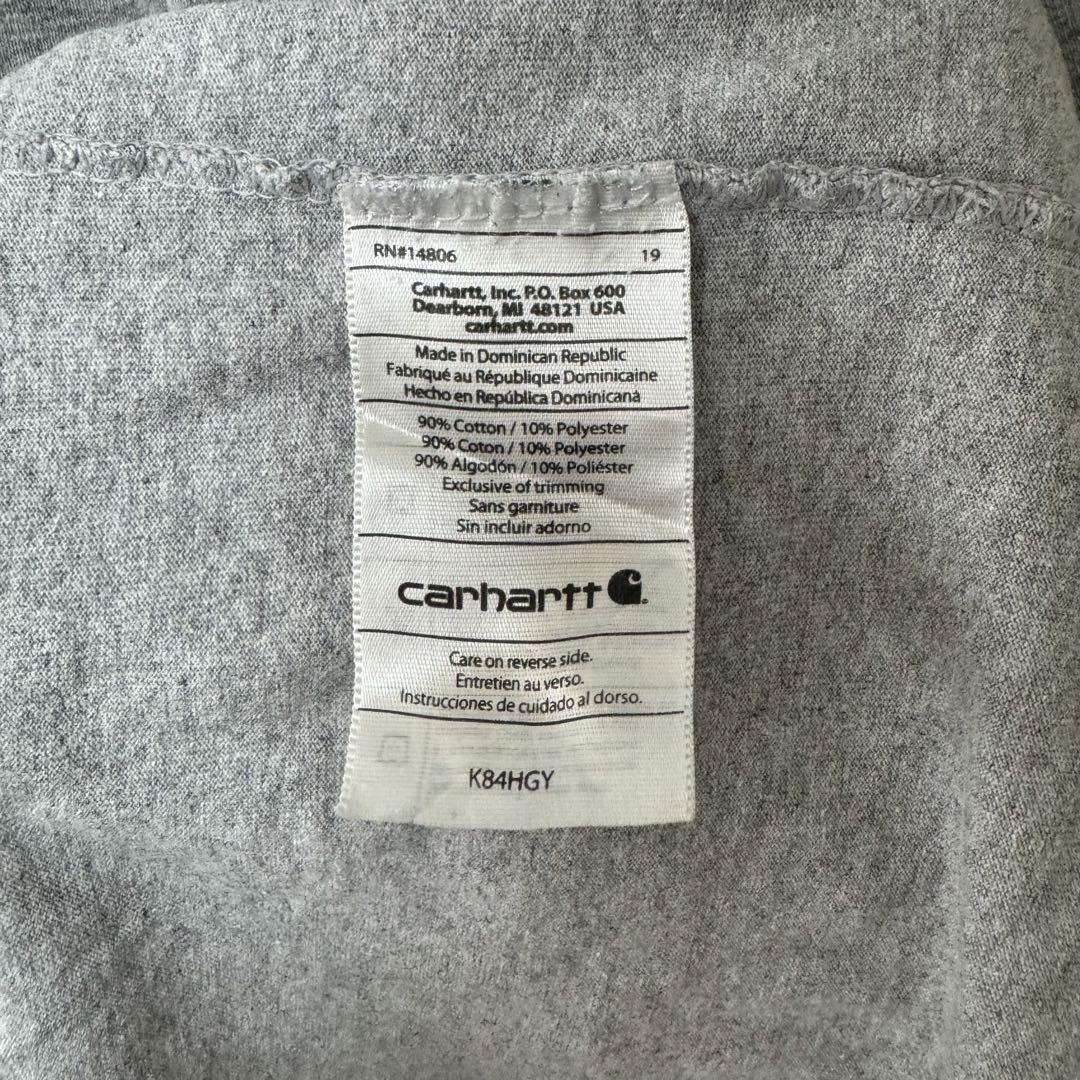 RN#14806 19
Carhartt, Inc. P.O. Box 600
Dearborn, MI 48121 USA
carhartt.com
Made in Dominican Republic
Fabriqué au République Dominicaine
Hecho en República Dominicana
90% Cotton / 10% Polyester
90% Coton / 10% Polyester
90% Algodón / 10% Poliéster
Exclusive of trimming
Sans garniture
Sin incluir adorno
carhartt
Care on reverse side.
Entretien au verso.
Instrucciones de cuidado al dorso.
K84HGY